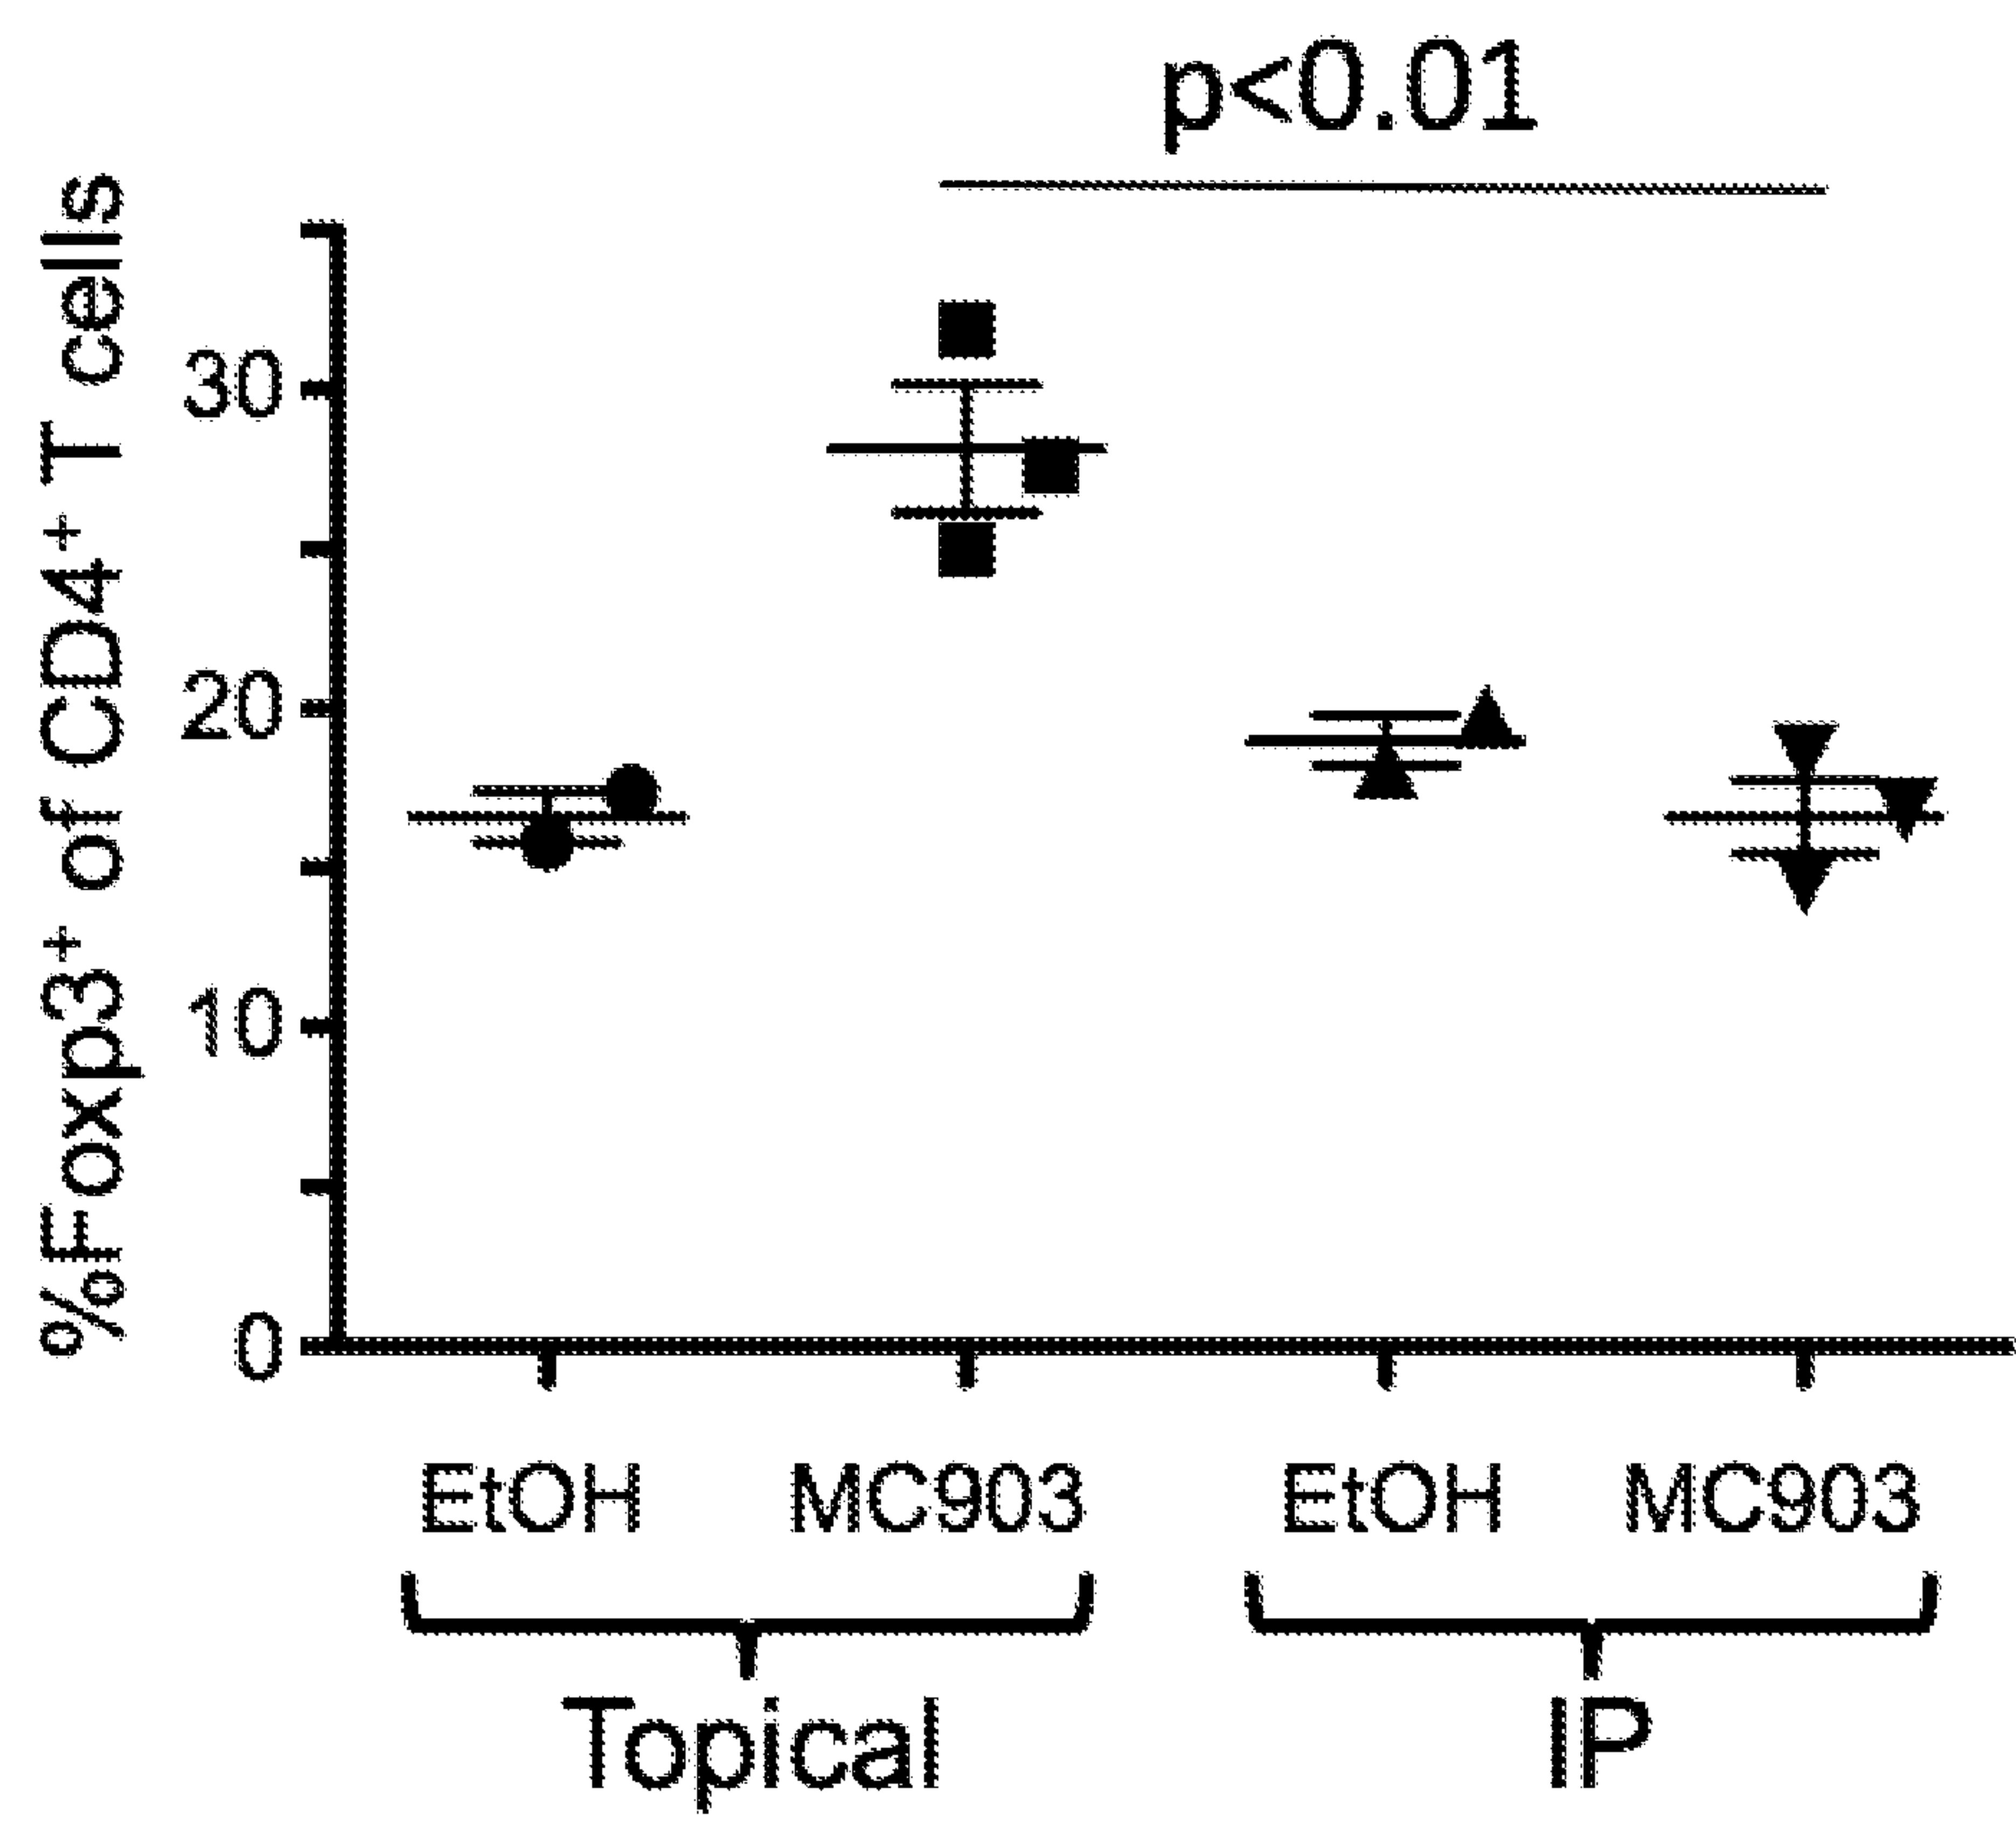 p<0.01
%Foxp3⁺ of CD4⁺ T cells
30
20
10
0
EtOH MC903 EtOH MC903
Topical IP